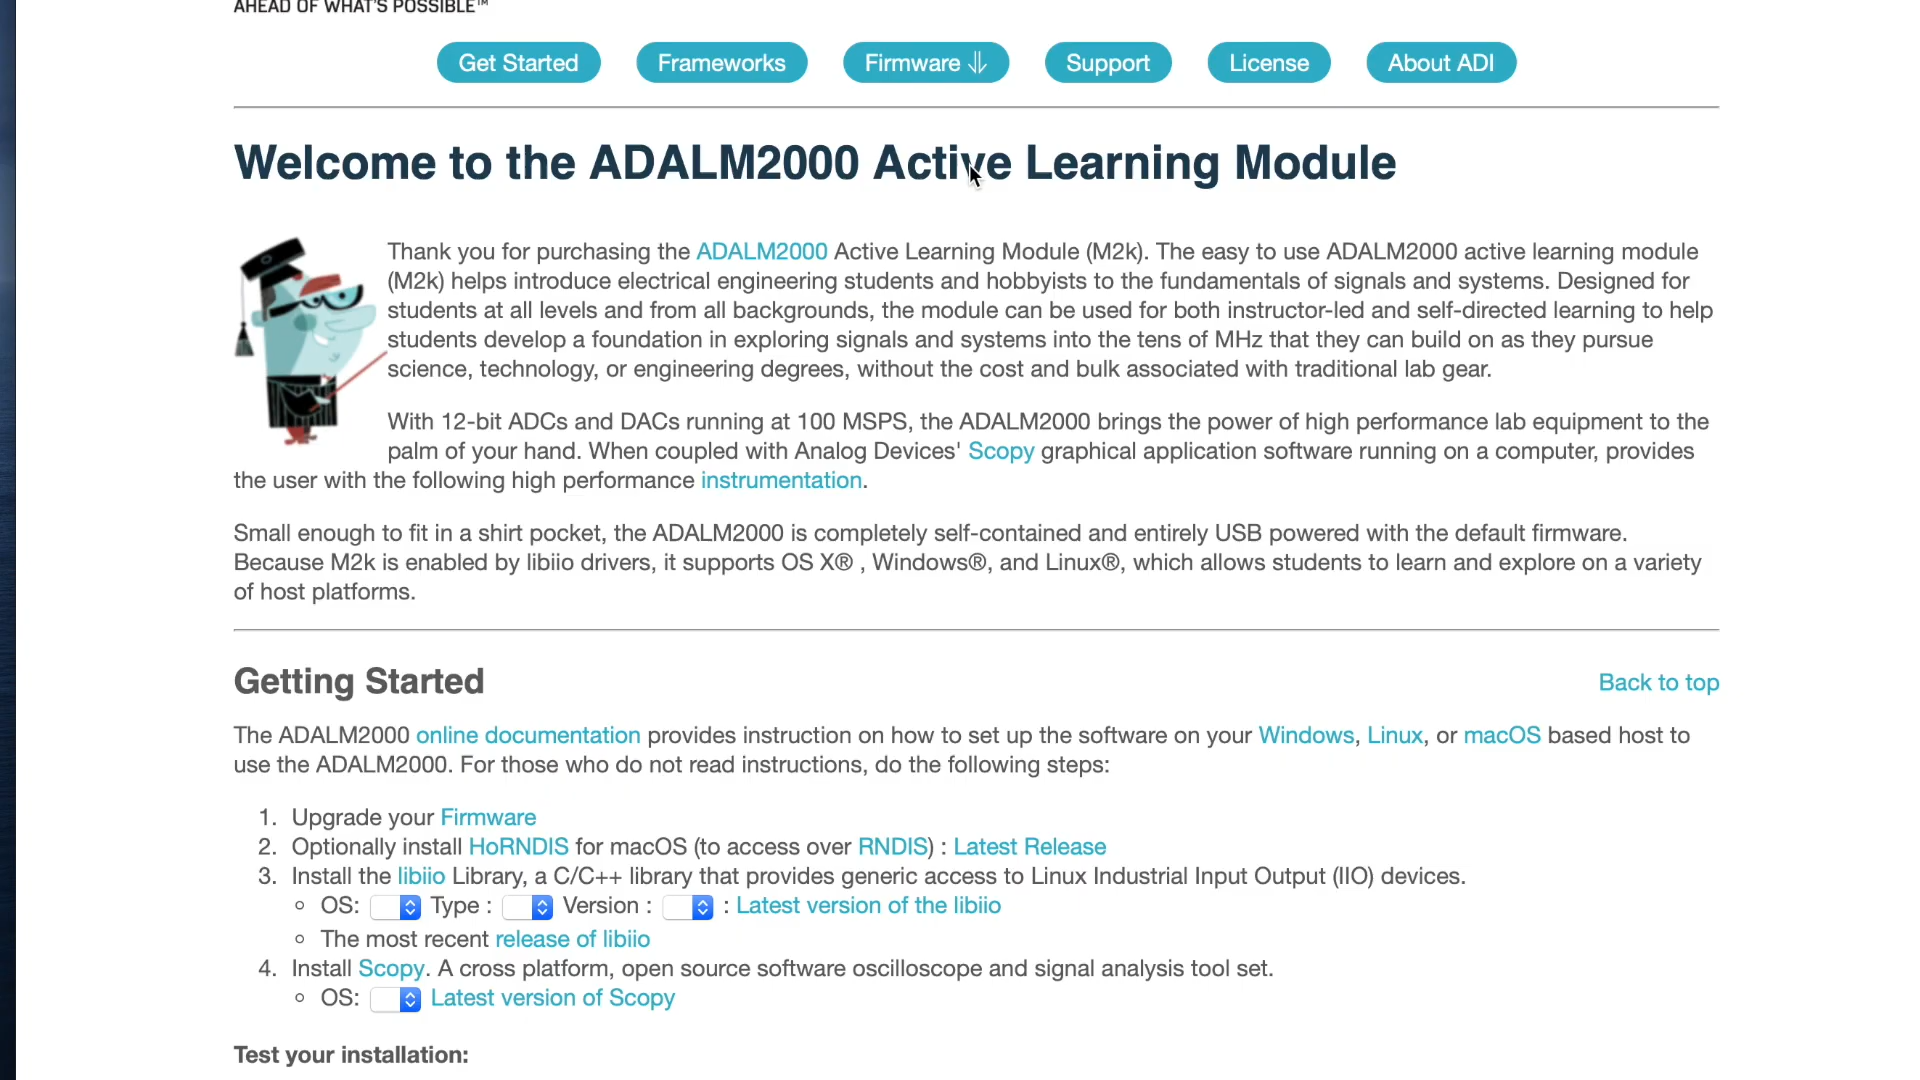 AHEAD OF WHAT'S POSSIBLE™
Get Started Frameworks Firmware ⇓ Support License About ADI
Welcome to the ADALM2000 Active Learning Module
Thank you for purchasing the ADALM2000 Active Learning Module (M2k). The easy to use ADALM2000 active learning module
(M2k) helps introduce electrical engineering students and hobbyists to the fundamentals of signals and systems. Designed for
students at all levels and from all backgrounds, the module can be used for both instructor-led and self-directed learning to help
students develop a foundation in exploring signals and systems into the tens of MHz that they can build on as they pursue
science, technology, or engineering degrees, without the cost and bulk associated with traditional lab gear.
With 12-bit ADCs and DACs running at 100 MSPS, the ADALM2000 brings the power of high performance lab equipment to the
palm of your hand. When coupled with Analog Devices' Scopy graphical application software running on a computer, provides
the user with the following high performance instrumentation.
Small enough to fit in a shirt pocket, the ADALM2000 is completely self-contained and entirely USB powered with the default firmware.
Because M2k is enabled by libiio drivers, it supports OS X® , Windows®, and Linux®, which allows students to learn and explore on a variety
of host platforms.
Getting Started Back to top
The ADALM2000 online documentation provides instruction on how to set up the software on your Windows, Linux, or macOS based host to
use the ADALM2000. For those who do not read instructions, do the following steps:
1. Upgrade your Firmware
2. Optionally install HoRNDIS for macOS (to access over RNDIS) : Latest Release
3. Install the libiio Library, a C/C++ library that provides generic access to Linux Industrial Input Output (IIO) devices.
◦ OS: Type : Version : : Latest version of the libiio
◦ The most recent release of libiio
4. Install Scopy. A cross platform, open source software oscilloscope and signal analysis tool set.
◦ OS: Latest version of Scopy
Test your installation: